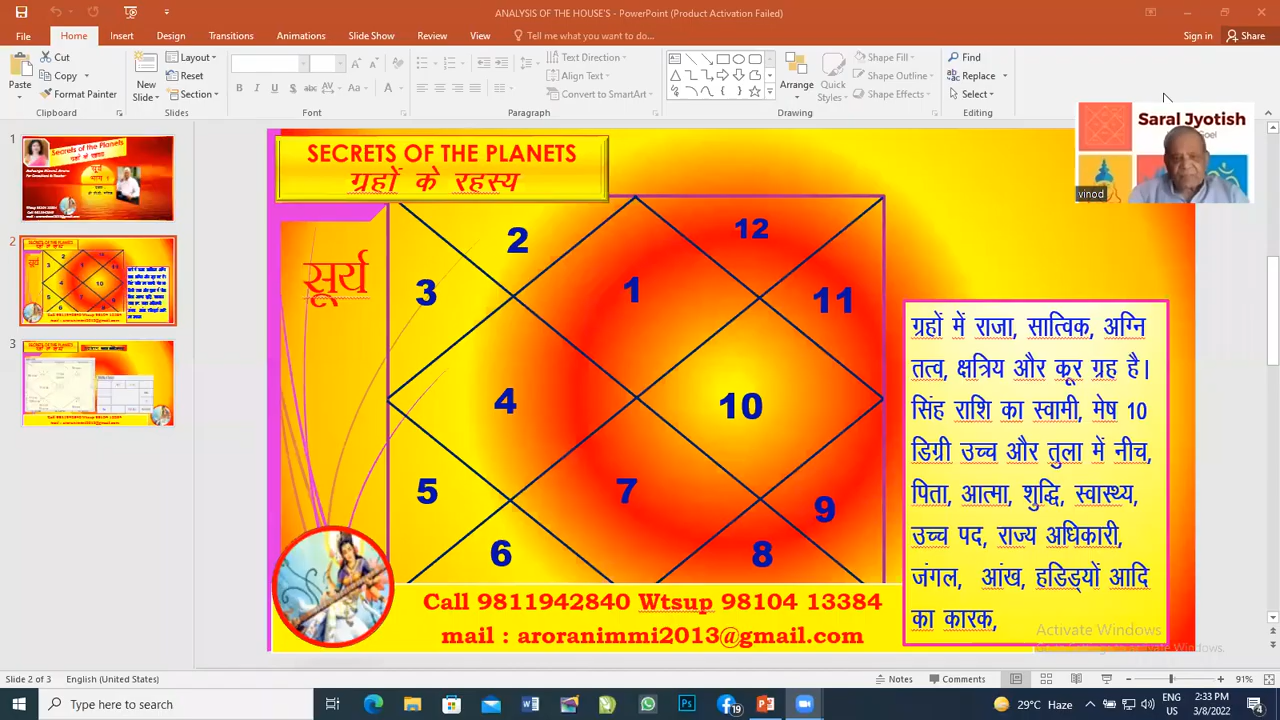 ANALYSIS OF THE HOUSE'S - PowerPoint (Product Activation Failed)
File Home Insert Design Transitions Animations Slide Show Review View Tell me what you want to do... Sign in Share
Cut
Copy
Format Painter
Paste
Clipboard
New Slide
Layout
Reset
Section
Slides
Font
Text Direction
Align Text
Convert to SmartArt
Paragraph
Arrange
Quick Styles
Shape Fill
Shape Outline
Shape Effects
Drawing
Find
Replace
Select
Editing
Saral Jyotish
Goel
vinod
1
2
3
SECRETS OF THE PLANETS
ग्रहों के रहस्य
सूर्य
2
12
3
1
11
4
10
5
7
9
6
8
ग्रहों में राजा, सात्विक, अग्नि
तत्व, क्षत्रिय और क्रूर ग्रह है।
सिंह राशि का स्वामी, मेष 10
डिग्री उच्च और तुला में नीच,
पिता, आत्मा, शुद्धि, स्वास्थ्य,
उच्च पद, राज्य अधिकारी,
जंगल, आंख, हडिड्यों आदि
का कारक,
Call 9811942840 Wtsup 98104 13384
mail : aroranimmi2013@gmail.com
Activate Windows
Slide 2 of 3 English (United States) Notes Comments 91%
Type here to search
29°C Haze ENG 2:33 PM
3/8/2022